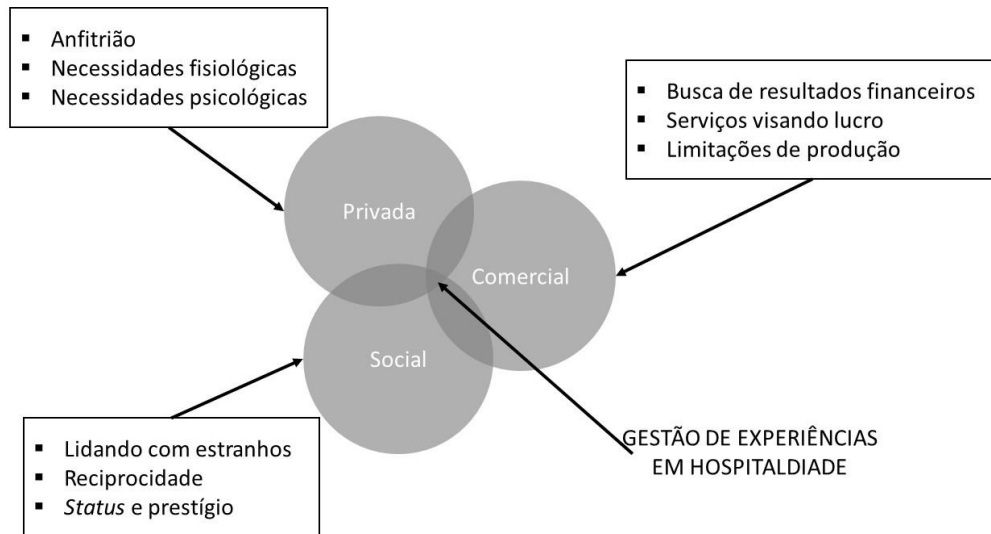 ▪ Anfitrião
▪ Necessidades fisiológicas
▪ Necessidades psicológicas
▪ Busca de resultados financeiros
▪ Serviços visando lucro
▪ Limitações de produção
Privada
Comercial
Social
▪ Lidando com estranhos
▪ Reciprocidade
▪ Status e prestígio
GESTÃO DE EXPERIÊNCIAS
EM HOSPITALDIADE